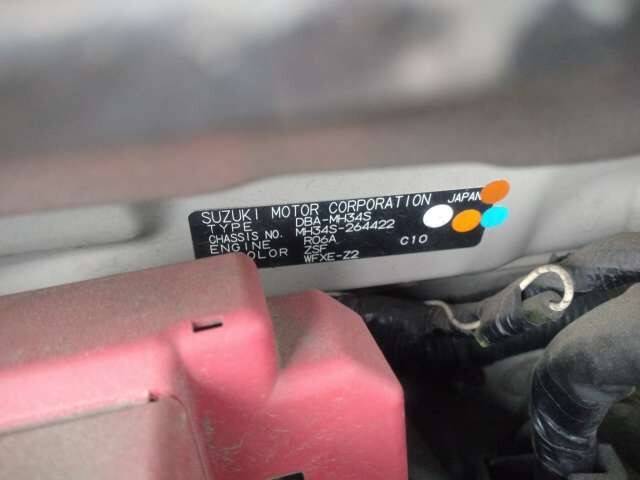 SUZUKI MOTOR CORPORATION JAPAN
TYPE DBA-MH34S
CHASSIS NO. MH34S-264422
ENGINE R06A C10
COLOR ZSF
WFXE-Z2